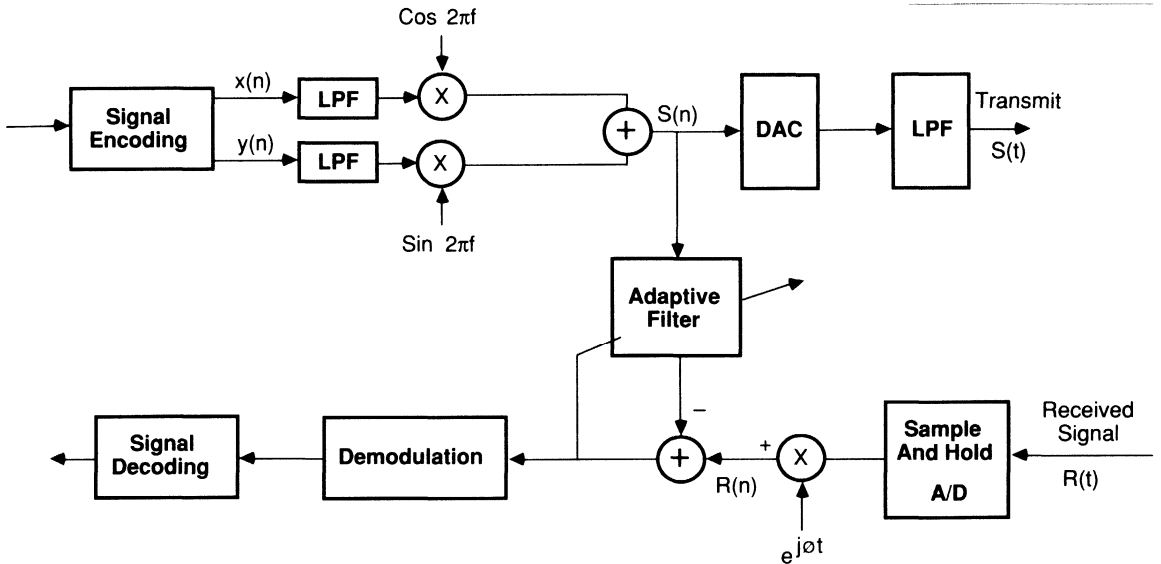 Cos 2πf
x(n)
LPF
X
Signal
Encoding
y(n)
LPF
X
Sin 2πf
+
S(n)
DAC
LPF
Transmit
S(t)
Adaptive
Filter
−
Signal
Decoding
Demodulation
+
R(n)
+
X
e^jøt
Sample
And Hold
A/D
Received
Signal
R(t)